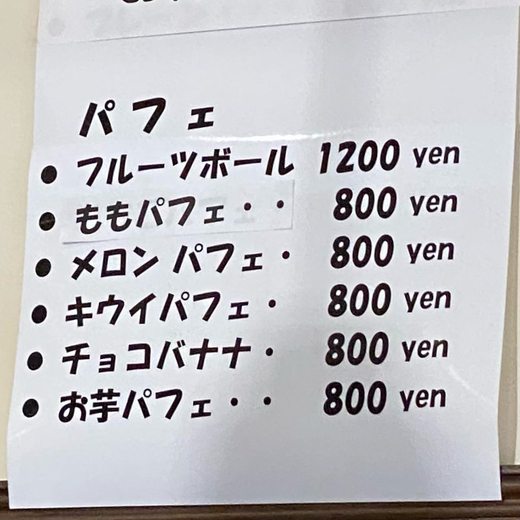 パフェ
● フルーツボール 1200 yen
● ももパフェ・・ 800 yen
● メロンパフェ・ 800 yen
● キウイパフェ・ 800 yen
● チョコバナナ・ 800 yen
● お芋パフェ・・ 800 yen